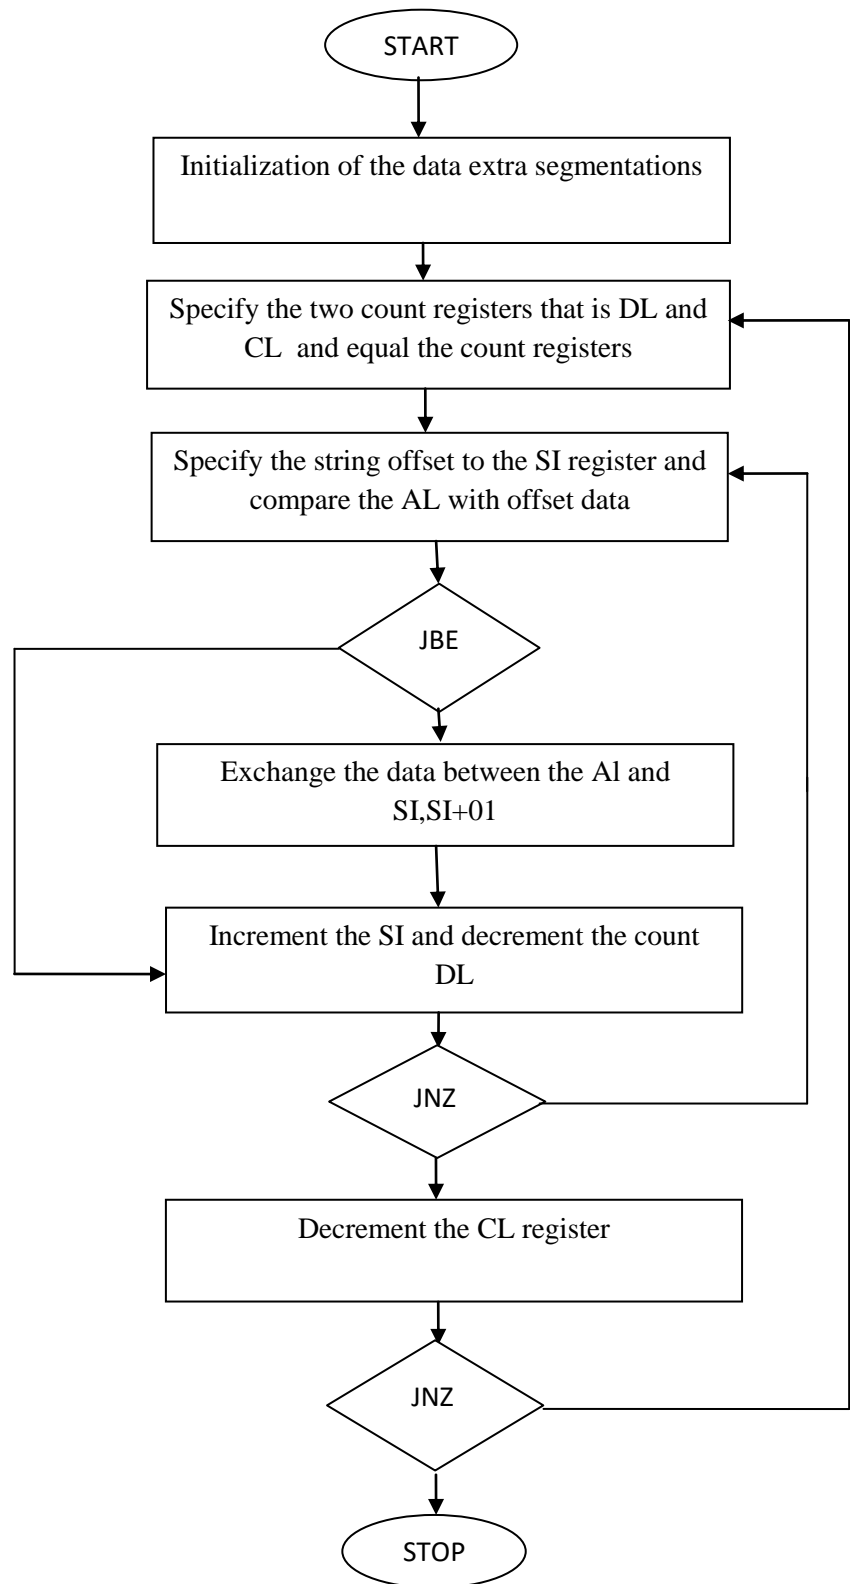 START
Initialization of the data extra segmentations
Specify the two count registers that is DL and
CL and equal the count registers
Specify the string offset to the SI register and
compare the AL with offset data
JBE
Exchange the data between the Al and
SI,SI+01
Increment the SI and decrement the count
DL
JNZ
Decrement the CL register
JNZ
STOP